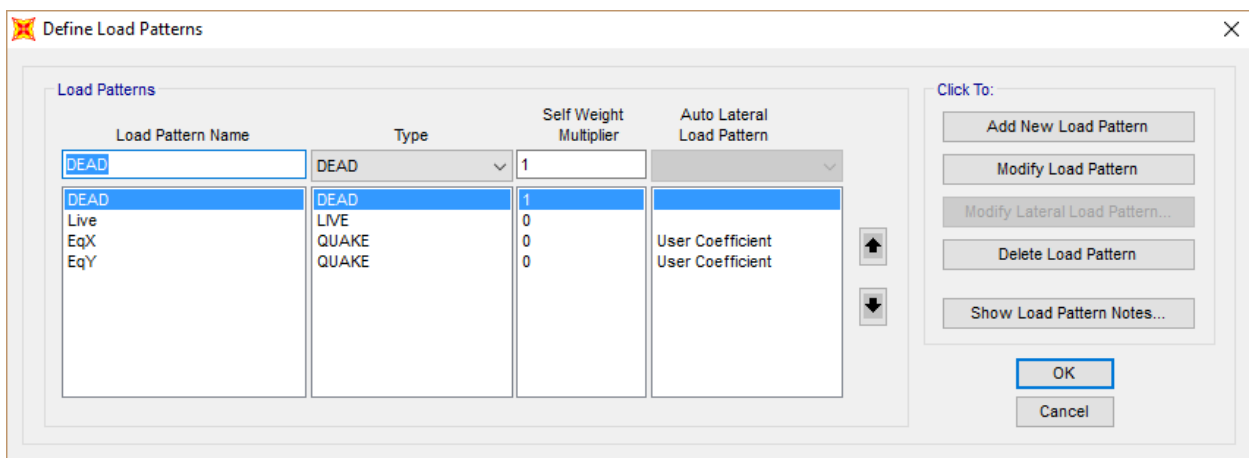 Define Load Patterns
Load Patterns
Load Pattern Name Type Self Weight Multiplier Auto Lateral Load Pattern
DEAD DEAD 1
DEAD DEAD 1
Live LIVE 0
EqX QUAKE 0 User Coefficient
EqY QUAKE 0 User Coefficient
Click To:
Add New Load Pattern
Modify Load Pattern
Modify Lateral Load Pattern...
Delete Load Pattern
Show Load Pattern Notes...
OK
Cancel